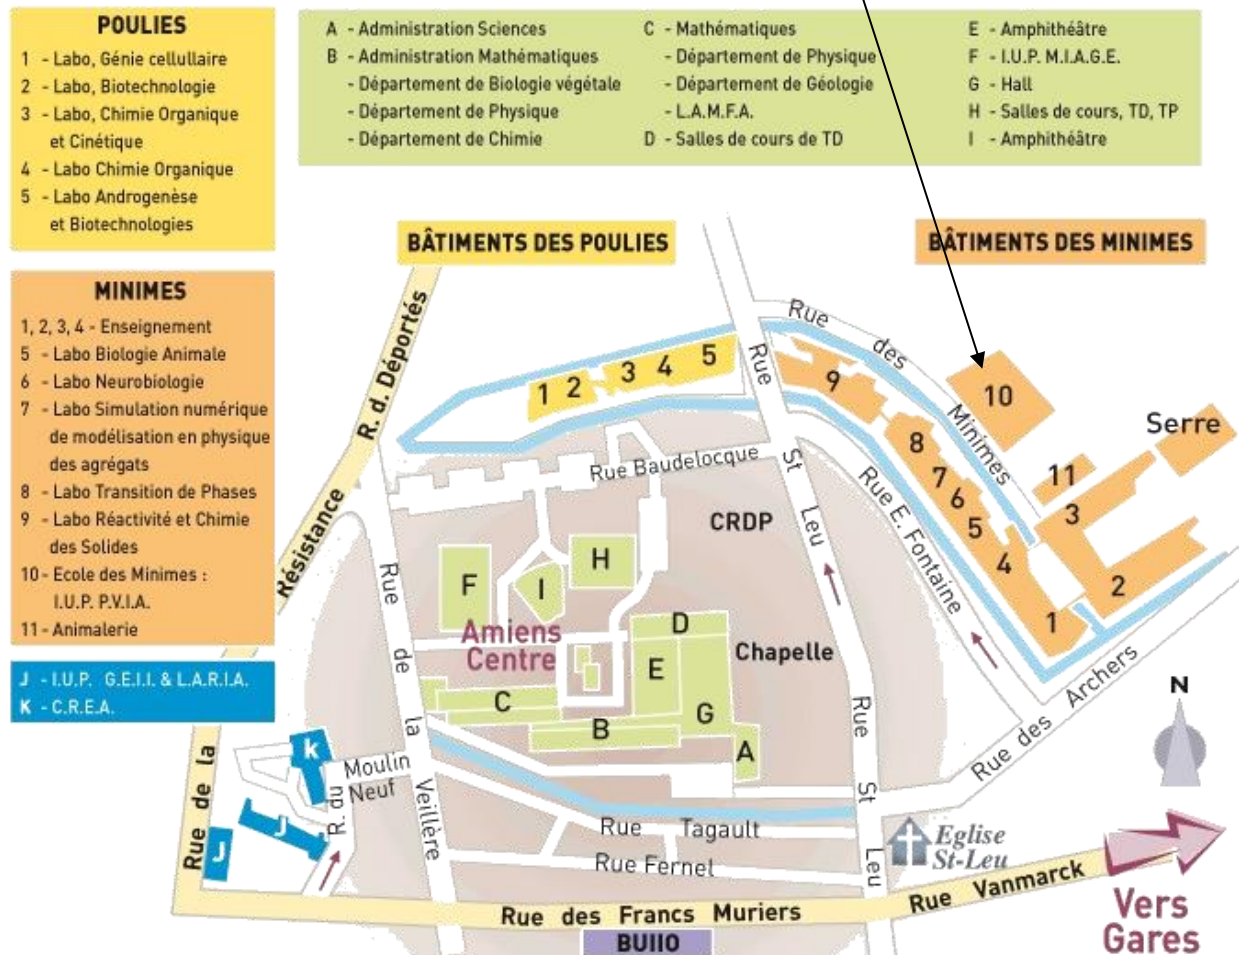 POULIES
1 - Labo, Génie cellullaire
2 - Labo, Biotechnologie
3 - Labo, Chimie Organique
et Cinétique
4 - Labo Chimie Organique
5 - Labo Androgenèse
et Biotechnologies
A - Administration Sciences
B - Administration Mathématiques
- Département de Biologie végétale
- Département de Physique
- Département de Chimie
C - Mathématiques
- Département de Physique
- Département de Géologie
- L.A.M.F.A.
D - Salles de cours de TD
E - Amphithéâtre
F - I.U.P. M.I.A.G.E.
G - Hall
H - Salles de cours, TD, TP
I - Amphithéâtre
MINIMES
1, 2, 3, 4 - Enseignement
5 - Labo Biologie Animale
6 - Labo Neurobiologie
7 - Labo Simulation numérique
de modélisation en physique
des agrégats
8 - Labo Transition de Phases
9 - Labo Réactivité et Chimie
des Solides
10 - Ecole des Minimes :
I.U.P. P.V.I.A.
11 - Animalerie
J - I.U.P. G.E.I.I. & L.A.R.I.A.
K - C.R.E.A.
BÂTIMENTS DES POULIES
BÂTIMENTS DES MINIMES
R. d. Déportés
Résistance
Rue de la
1 2 3 4 5
Rue des Minimes
9
10
8
7
6
5
4
11
3
2
1
Serre
Rue Baudelocque
Rue St Leu
Rue E. Fontaine
CRDP
F
I
H
D
E
G
C
B
A
Amiens
Centre
Chapelle
Rue de la Veillère
Rue des Archers
N
k
J
J
Moulin
Neuf
R. du
Rue Tagault
Rue Fernel
Rue St Leu
Eglise
St-Leu
Rue des Francs Muriers
Rue Vanmarck
BUIIO
Vers
Gares